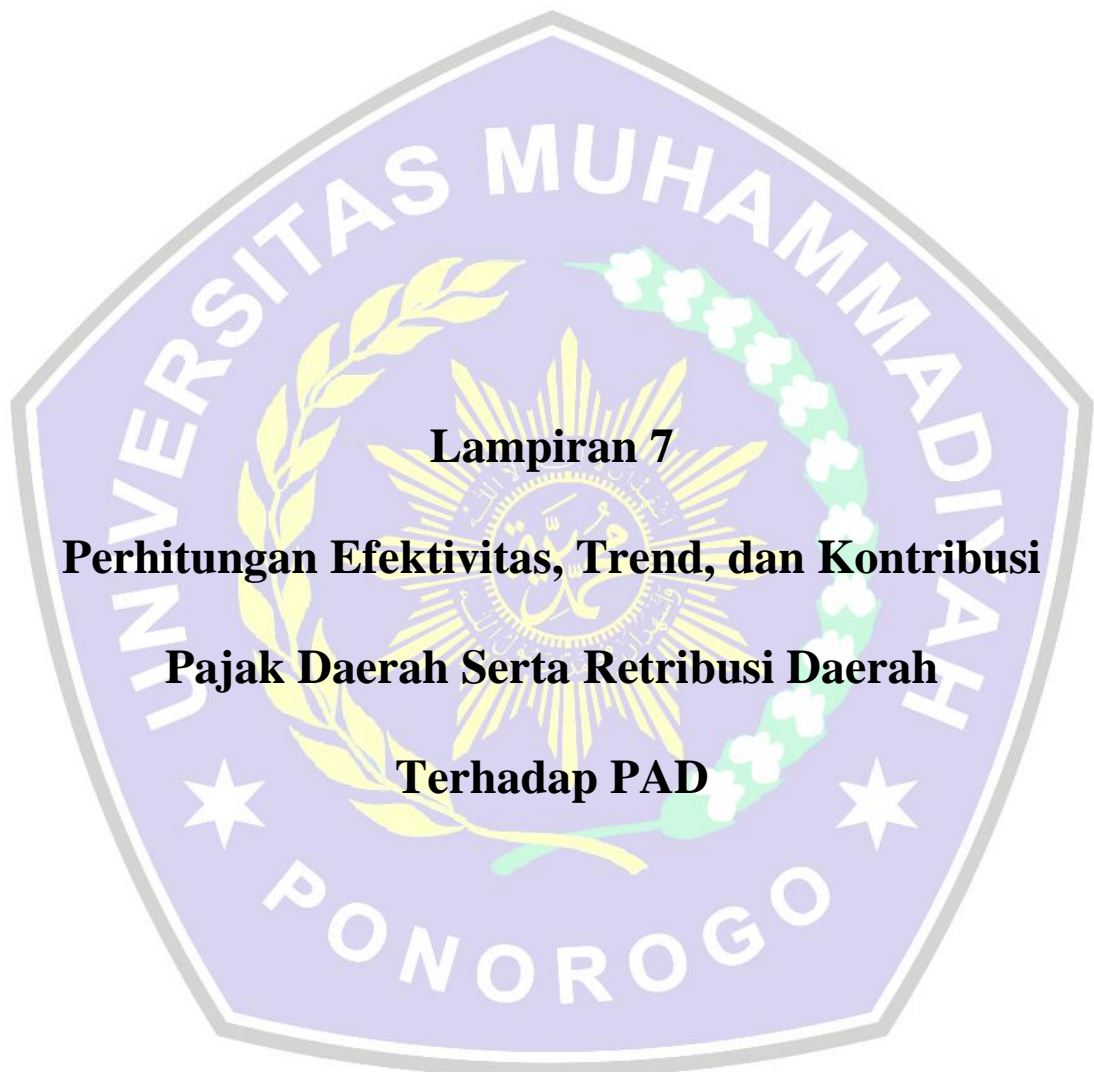 UNIVERSITAS MUHAMMADIYAH
Lampiran 7
Perhitungan Efektivitas, Trend, dan Kontribusi
Pajak Daerah Serta Retribusi Daerah
Terhadap PAD
PONOROGO